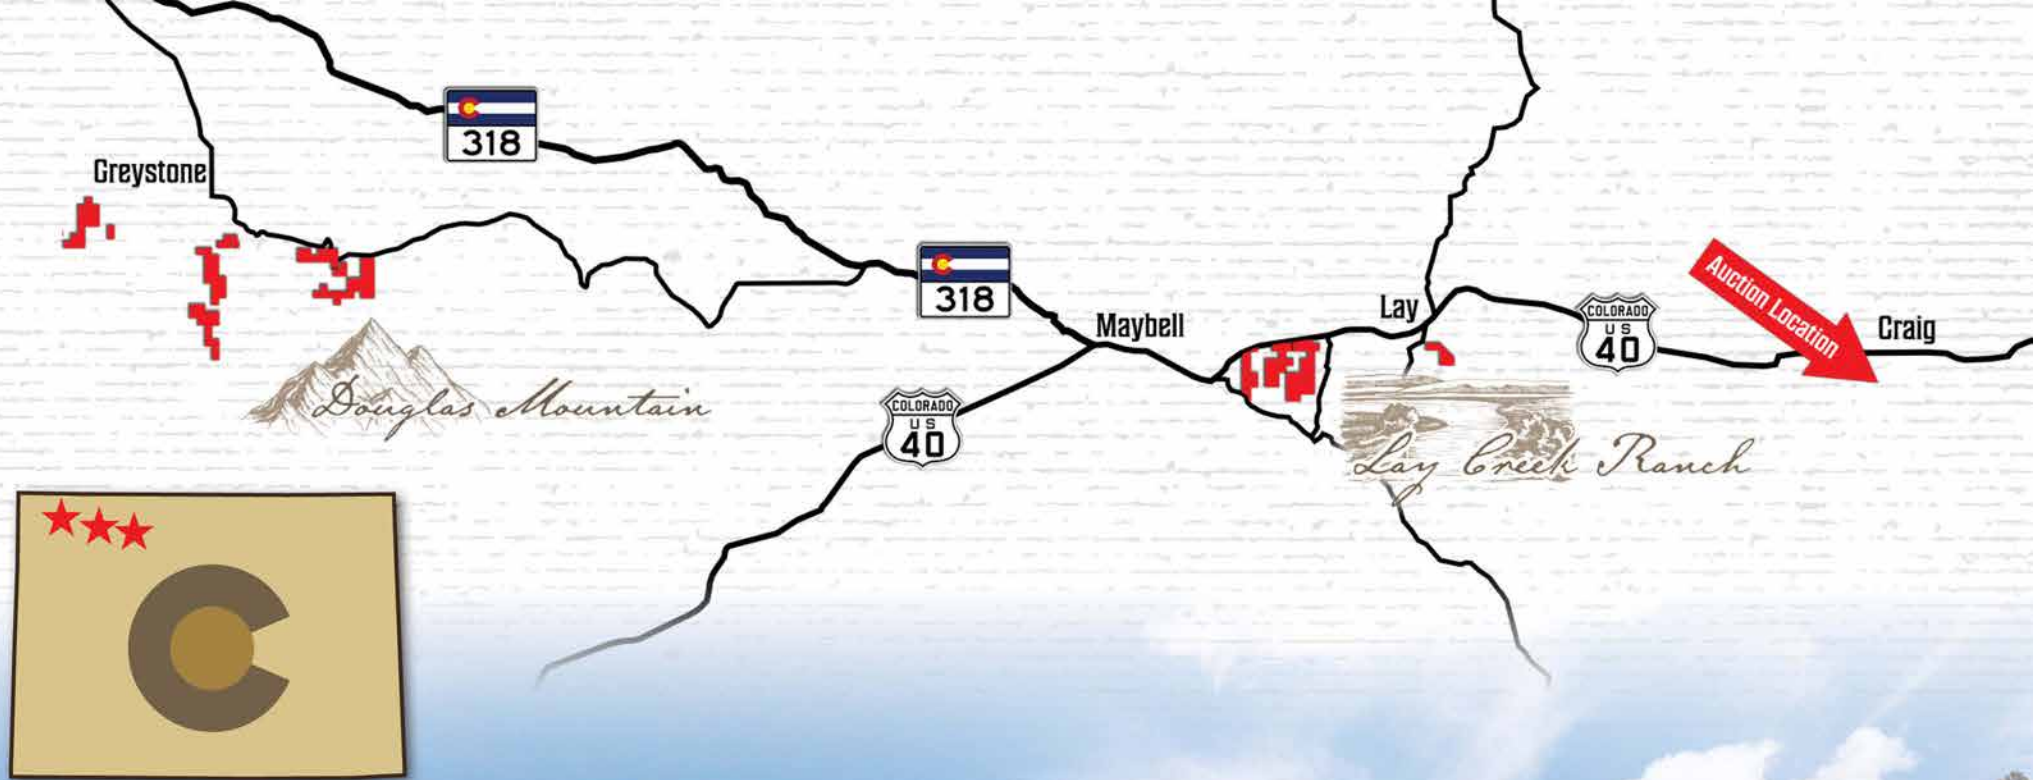 318
Greystone
318
Maybell
Lay
COLORADO
US
40
Auction Location
Craig
Douglas Mountain
COLORADO
US
40
Lay Creek Ranch